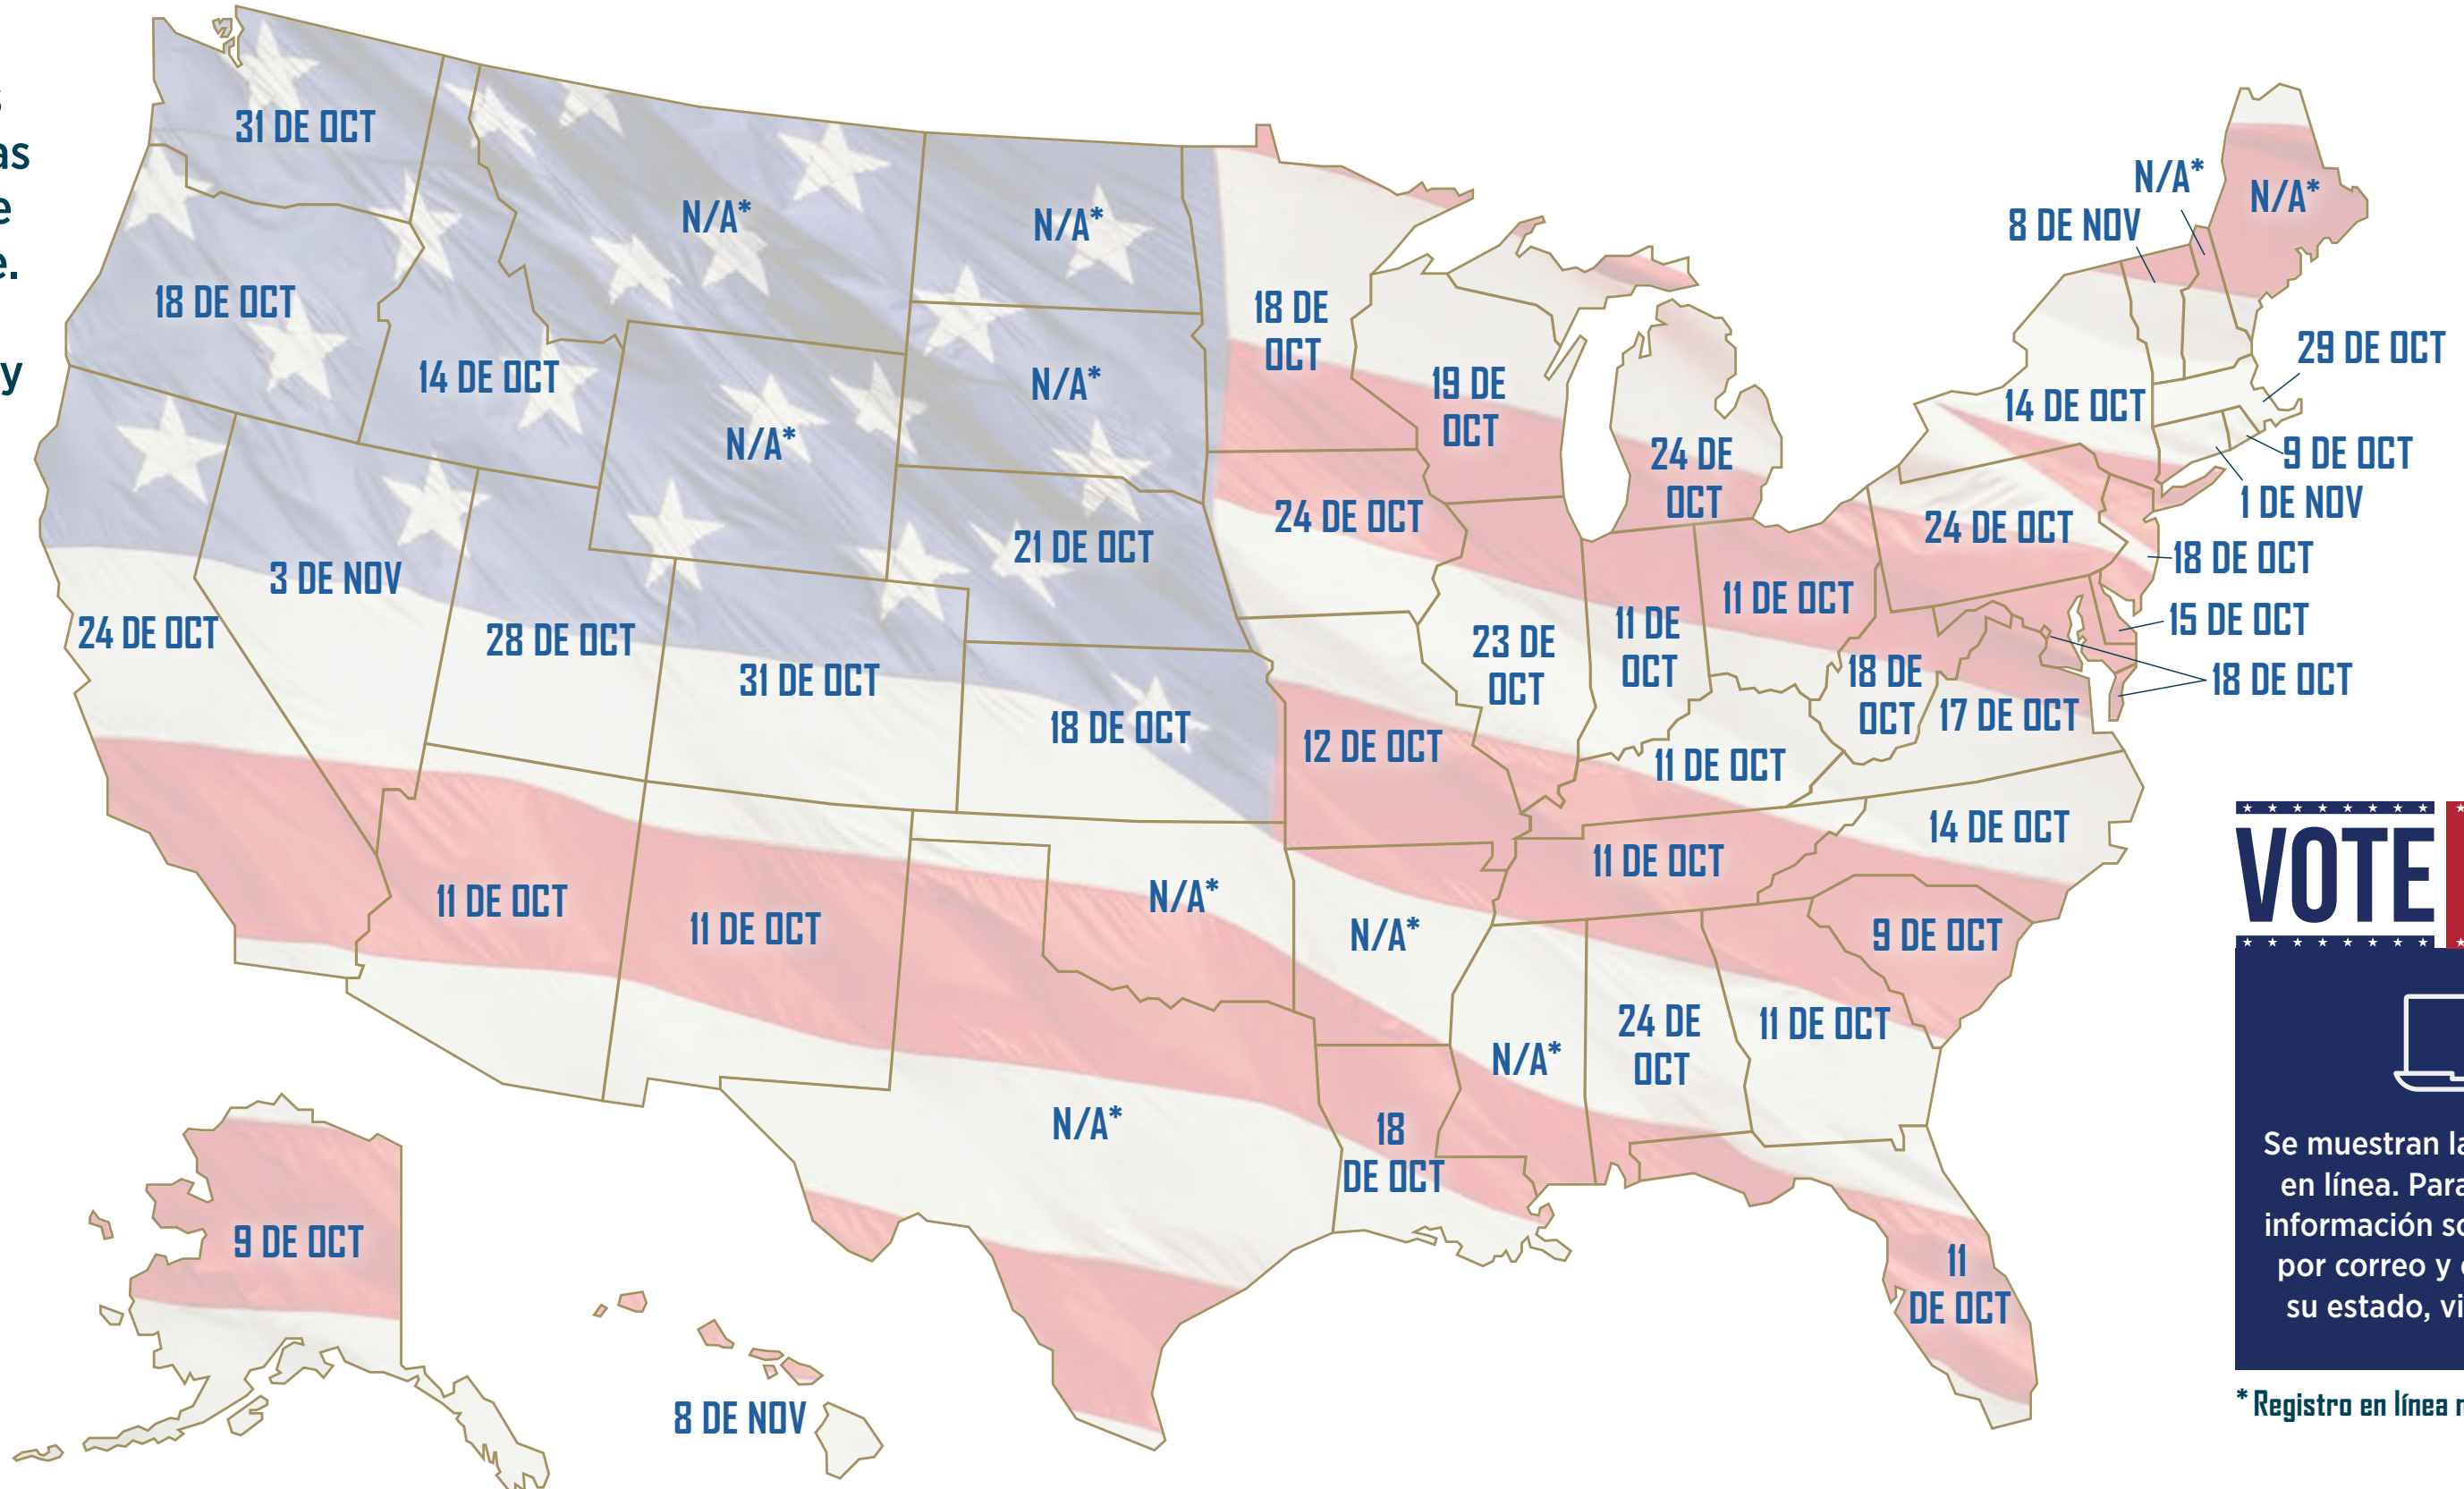 as
e
e.
y
31 DE OCT
18 DE OCT
14 DE OCT
N/A*
N/A*
N/A*
N/A*
18 DE
OCT
19 DE
OCT
24 DE
OCT
N/A*
8 DE NOV
N/A*
29 DE OCT
14 DE OCT
9 DE OCT
1 DE NOV
24 DE OCT
18 DE OCT
15 DE OCT
18 DE OCT
24 DE OCT
3 DE NOV
28 DE OCT
31 DE OCT
21 DE OCT
18 DE OCT
24 DE OCT
12 DE OCT
23 DE
OCT
11 DE
OCT
11 DE OCT
18 DE
OCT
17 DE OCT
11 DE OCT
14 DE OCT
11 DE OCT
9 DE OCT
11 DE OCT
11 DE OCT
N/A*
N/A*
N/A*
24 DE
OCT
11 DE OCT
N/A*
18
DE OCT
11
DE OCT
9 DE OCT
8 DE NOV
VOTE
Se muestran la
en línea. Para
información so
por correo y
su estado, vi
* Registro en línea